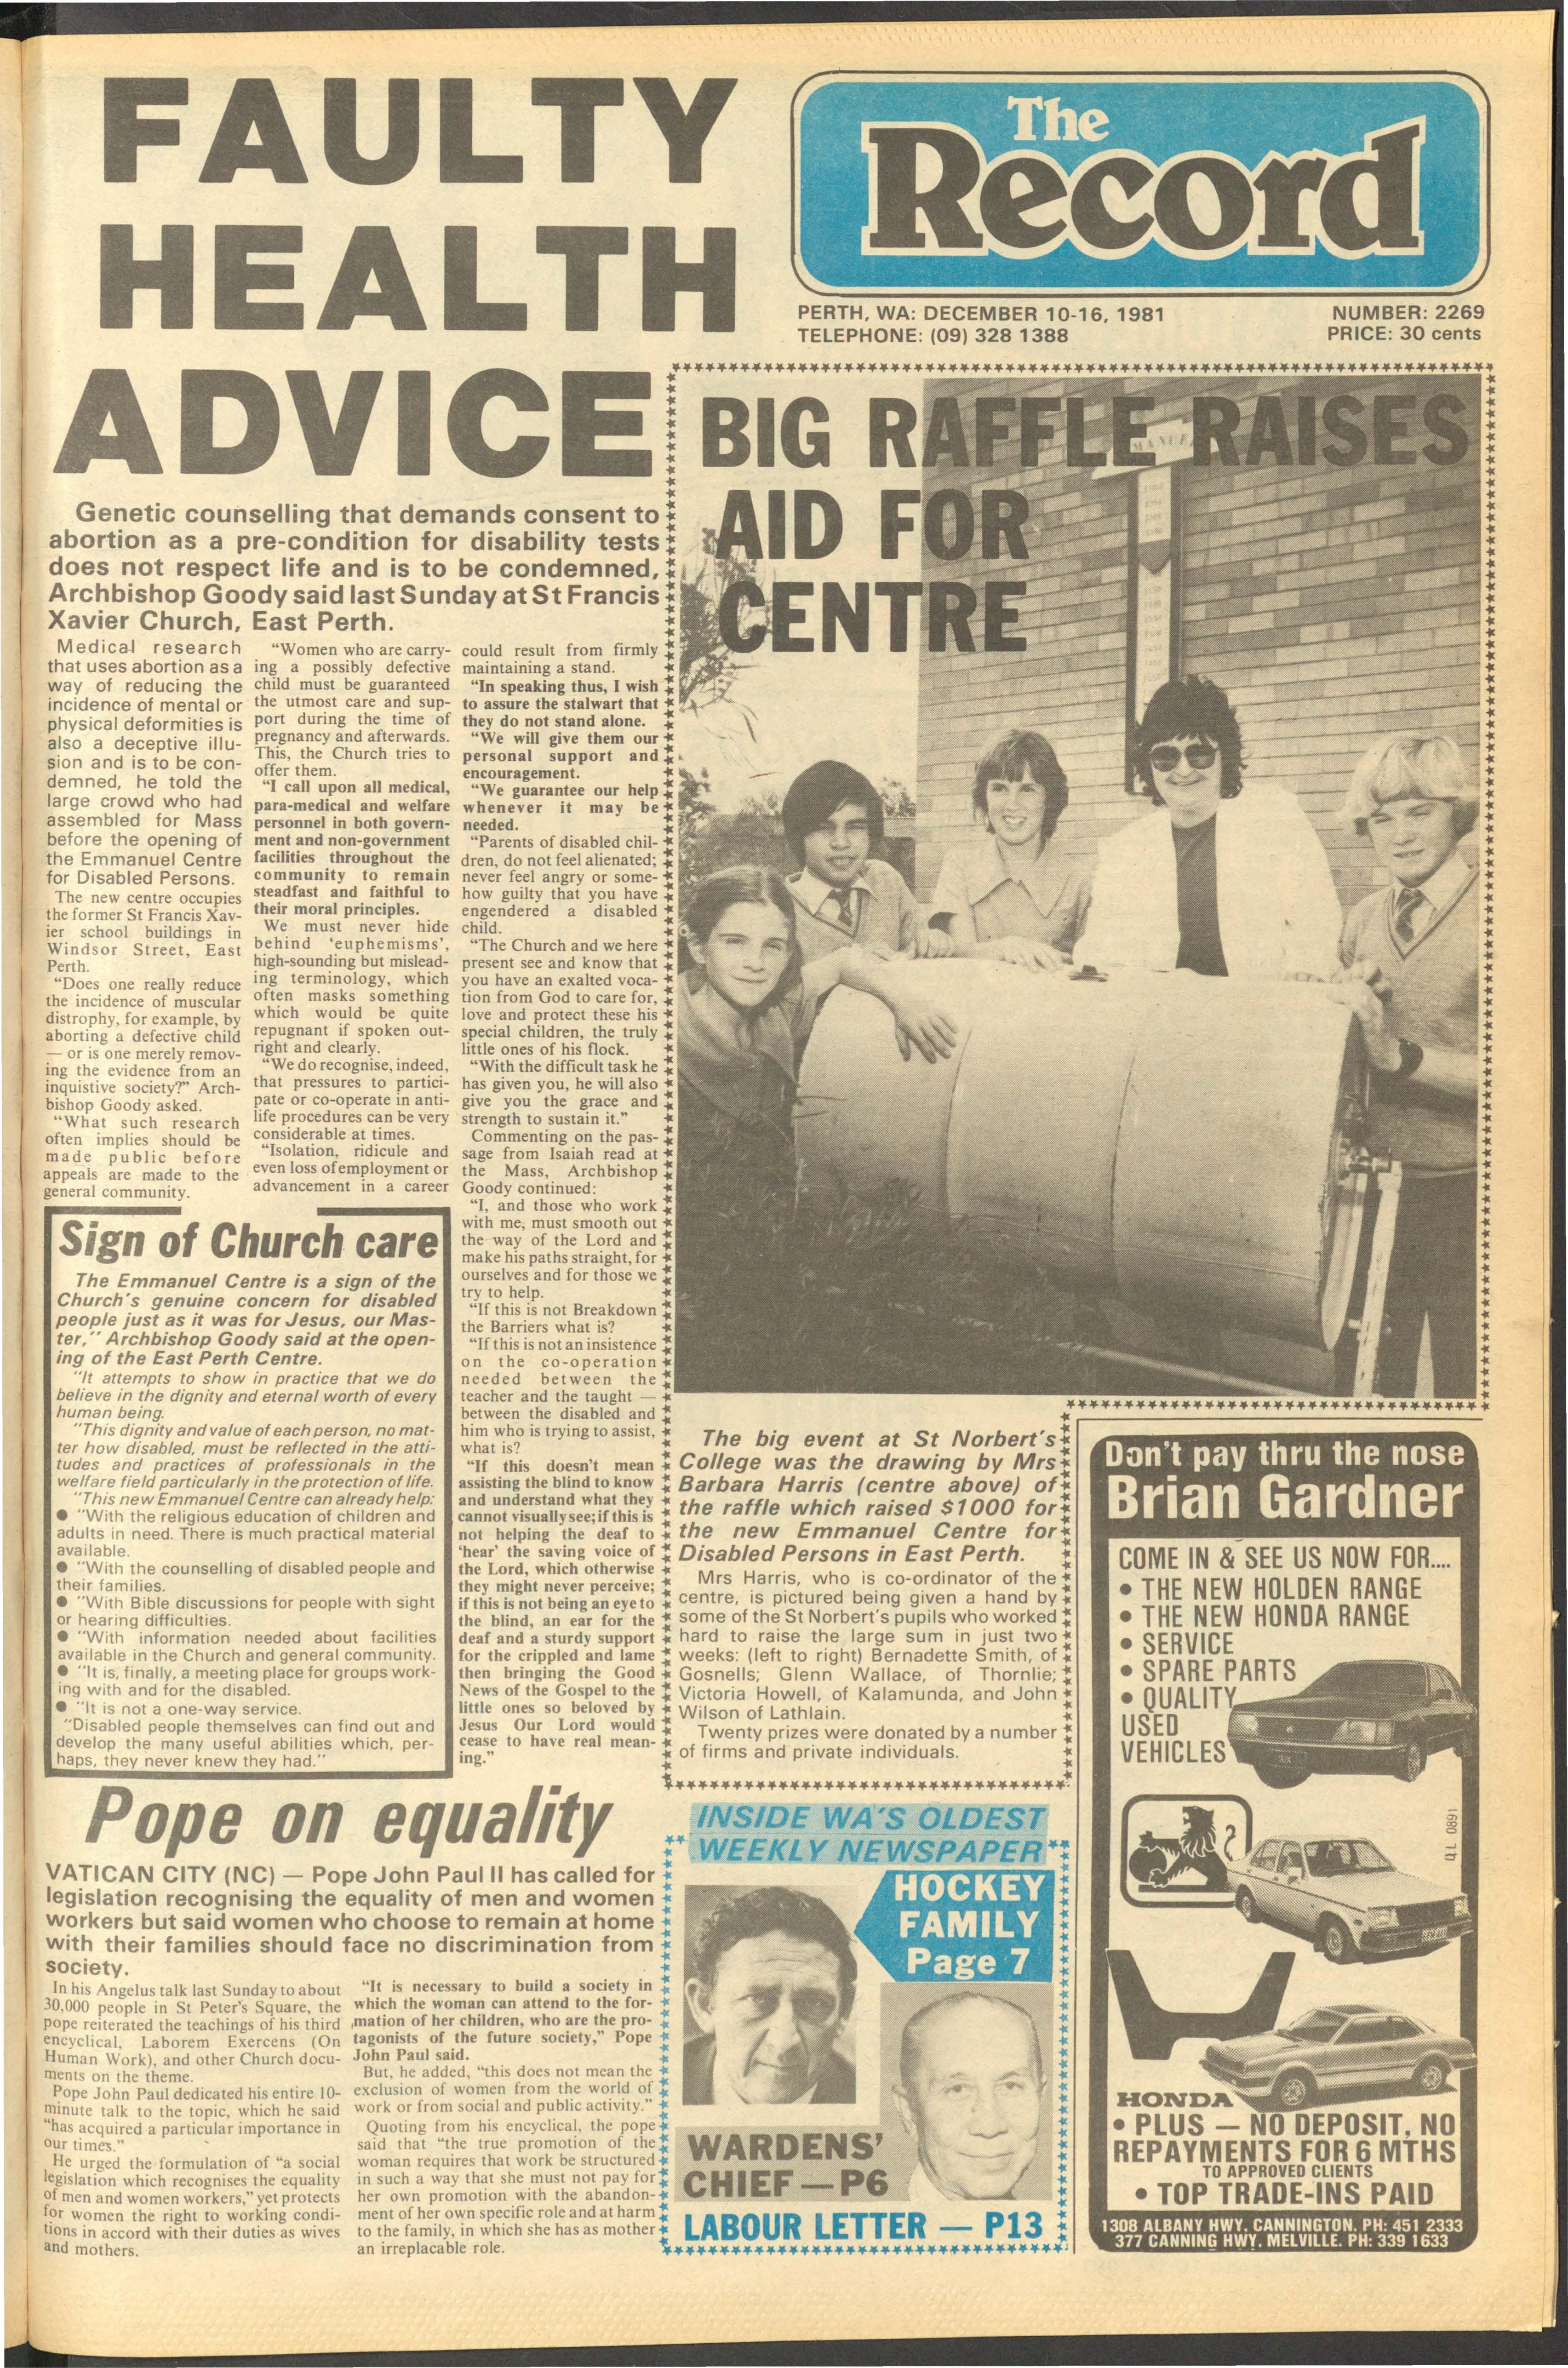 FAULTY
HEALTH
ADVICE
The
Record
PERTH, WA: DECEMBER 10-16, 1981
TELEPHONE: (09) 328 1388
NUMBER: 2269
PRICE: 30 cents
Genetic counselling that demands consent to
abortion as a pre-condition for disability tests
does not respect life and is to be condemned,
Archbishop Goody said last Sunday at St Francis
Xavier Church, East Perth.
Medical research
that uses abortion as a
way of reducing the
incidence of mental or
physical deformities is
also a deceptive illu-
sion and is to be con-
demned, he told the
large crowd who had
assembled for Mass
before the opening of
the Emmanuel Centre
for Disabled Persons.
The new centre occupies
the former St Francis Xav-
ier school buildings in
Windsor Street, East
Perth.
"Does one really reduce
the incidence of muscular
distrophy, for example, by
aborting a defective child
— or is one merely remov-
ing the evidence from an
inquistive society?" Arch-
bishop Goody asked.
"What such research
often implies should be
made public before
appeals are made to the
general community.
"Women who are carry-
ing a possibly defective
child must be guaranteed
the utmost care and sup-
port during the time of
pregnancy and afterwards.
This, the Church tries to
offer them.
"I call upon all medical,
para-medical and welfare
personnel in both govern-
ment and non-government
facilities throughout the
community to remain
steadfast and faithful to
their moral principles.
We must never hide
behind 'euphemisms',
high-sounding but mislead-
ing terminology, which
often masks something
which would be quite
repugnant if spoken out-
right and clearly.
"We do recognise, indeed,
that pressures to partici-
pate or co-operate in anti-
life procedures can be very
considerable at times.
"Isolation, ridicule and
even loss of employment or
advancement in a career
could result from firmly
maintaining a stand.
"In speaking thus, I wish
to assure the stalwart that
they do not stand alone.
"We will give them our
personal support and
encouragement.
"We guarantee our help
whenever it may be
needed.
"Parents of disabled chil-
dren, do not feel alienated;
never feel angry or some-
how guilty that you have
engendered a disabled
child.
"The Church and we here
present see and know that
you have an exalted voca-
tion from God to care for,
love and protect these his
special children, the truly
little ones of his flock.
"With the difficult task he
has given you, he will also
give you the grace and
strength to sustain it."
Commenting on the pas-
sage from Isaiah read at
the Mass, Archbishop
Goody continued:
"I, and those who work
with me, must smooth out
the way of the Lord and
make his paths straight, for
ourselves and for those we
try to help.
"If this is not Breakdown
the Barriers what is?
"If this is not an insistence
on the co-operation
needed between the
teacher and the taught —
between the disabled and
him who is trying to assist,
what is?
"If this doesn't mean
assisting the blind to know
and understand what they
cannot visually see; if this is
not helping the deaf to
'hear' the saving voice of
the Lord, which otherwise
they might never perceive;
if this is not being an eye to
the blind, an ear for the
deaf and a sturdy support
for the crippled and lame
then bringing the Good
News of the Gospel to the
little ones so beloved by
Jesus Our Lord would
cease to have real mean-
ing."
Sign of Church care
The Emmanuel Centre is a sign of the
Church's genuine concern for disabled
people just as it was for Jesus, our Mas-
ter," Archbishop Goody said at the open-
ing of the East Perth Centre.
"It attempts to show in practice that we do
believe in the dignity and eternal worth of every
human being.
"This dignity and value of each person, no mat-
ter how disabled, must be reflected in the atti-
tudes and practices of professionals in the
welfare field particularly in the protection of life.
"This new Emmanuel Centre can already help:
● "With the religious education of children and
adults in need. There is much practical material
available.
● "With the counselling of disabled people and
their families.
● "With Bible discussions for people with sight
or hearing difficulties.
● "With information needed about facilities
available in the Church and general community.
● "It is, finally, a meeting place for groups work-
ing with and for the disabled.
● "It is not a one-way service.
"Disabled people themselves can find out and
develop the many useful abilities which, per-
haps, they never knew they had."
BIG RAFFLE RAISES
AID FOR
CENTRE
The big event at St Norbert's
College was the drawing by Mrs
Barbara Harris (centre above) of
the raffle which raised $1000 for
the new Emmanuel Centre for
Disabled Persons in East Perth.
Mrs Harris, who is co-ordinator of the
centre, is pictured being given a hand by
some of the St Norbert's pupils who worked
hard to raise the large sum in just two
weeks: (left to right) Bernadette Smith, of
Gosnells; Glenn Wallace, of Thornlie;
Victoria Howell, of Kalamunda, and John
Wilson of Lathlain.
Twenty prizes were donated by a number
of firms and private individuals.
Pope on equality
VATICAN CITY (NC) — Pope John Paul II has called for
legislation recognising the equality of men and women
workers but said women who choose to remain at home
with their families should face no discrimination from
society.
In his Angelus talk last Sunday to about
30,000 people in St Peter's Square, the
pope reiterated the teachings of his third
encyclical, Laborem Exercens (On
Human Work), and other Church docu-
ments on the theme.
Pope John Paul dedicated his entire 10-
minute talk to the topic, which he said
"has acquired a particular importance in
our times."
He urged the formulation of "a social
legislation which recognises the equality
of men and women workers," yet protects
for women the right to working condi-
tions in accord with their duties as wives
and mothers.
"It is necessary to build a society in
which the woman can attend to the for-
mation of her children, who are the pro-
tagonists of the future society," Pope
John Paul said.
But, he added, "this does not mean the
exclusion of women from the world of
work or from social and public activity."
Quoting from his encyclical, the pope
said that "the true promotion of the
woman requires that work be structured
in such a way that she must not pay for
her own promotion with the abandon-
ment of her own specific role and at harm
to the family, in which she has as mother
an irreplacable role.
INSIDE WA'S OLDEST
WEEKLY NEWSPAPER
HOCKEY
FAMILY
Page 7
WARDENS'
CHIEF — P6
LABOUR LETTER — P13
Don't pay thru the nose
Brian Gardner
COME IN & SEE US NOW FOR....
• THE NEW HOLDEN RANGE
• THE NEW HONDA RANGE
• SERVICE
• SPARE PARTS
• QUALITY
USED
VEHICLES
QL 0891
HONDA
• PLUS — NO DEPOSIT, NO
REPAYMENTS FOR 6 MTHS
TO APPROVED CLIENTS
• TOP TRADE-INS PAID
1308 ALBANY HWY. CANNINGTON. PH: 451 2333
377 CANNING HWY. MELVILLE. PH: 339 1633